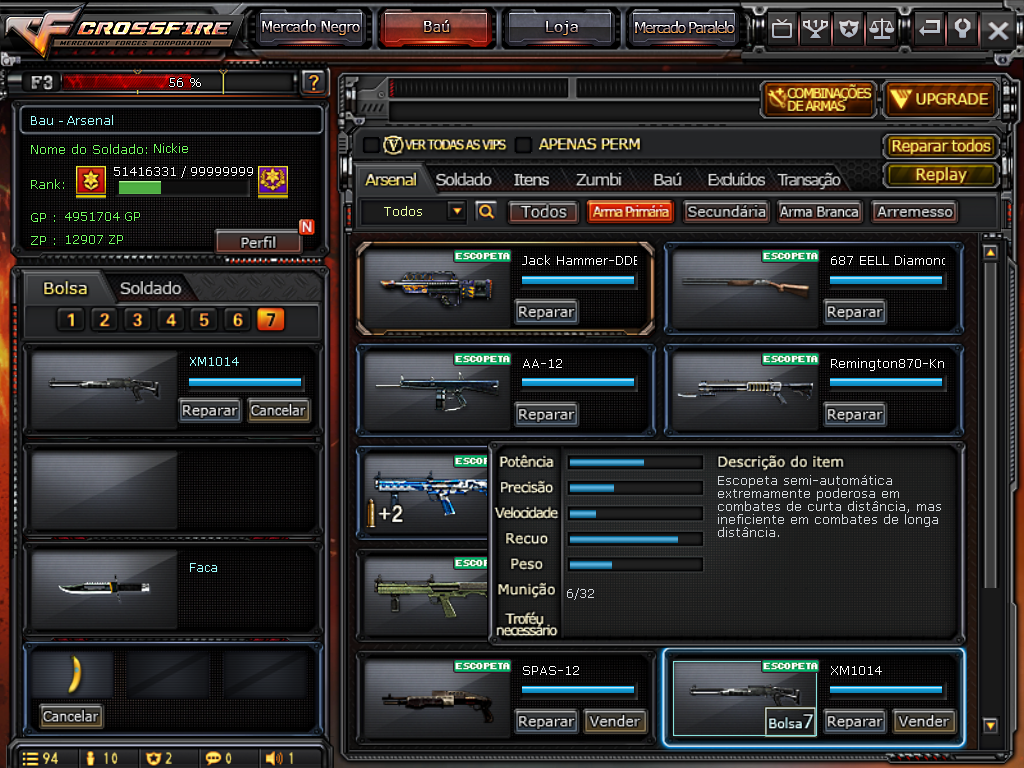 CROSSFIRE
MERCENARY FORCES CORPORATION
Mercado Negro
Baú
Loja
Mercado Paralelo
F3
56 %
?
Bau - Arsenal
Nome do Soldado: Nickie
Rank:
51416331 / 99999999
GP : 4951704 GP
ZP : 12907 ZP
N
Perfil
Bolsa
Soldado
1 2 3 4 5 6 7
XM1014
Reparar
Cancelar
Faca
Cancelar
94
10
2
0
1
COMBINAÇÕES
DE ARMAS
UPGRADE
V
VER TODAS AS VIPS
APENAS PERM
Reparar todos
Replay
Arsenal
Soldado
Itens
Zumbi
Baú
Excluídos
Transação
Todos
Todos
Arma Primária
Secundária
Arma Branca
Arremesso
ESCOPETA
Jack Hammer-DDE
Reparar
ESCOPETA
687 EELL Diamond
Reparar
ESCOPETA
AA-12
Reparar
ESCOPETA
Remington870-Kn
Reparar
ESCO
+2
ESCO
Potência
Precisão
Velocidade
Recuo
Peso
Munição
6/32
Troféu
necessário
Descrição do item
Escopeta semi-automática
extremamente poderosa em
combates de curta distância, mas
ineficiente em combates de longa
distância.
ESCOPETA
SPAS-12
Reparar
Vender
ESCOPETA
XM1014
Bolsa7
Reparar
Vender